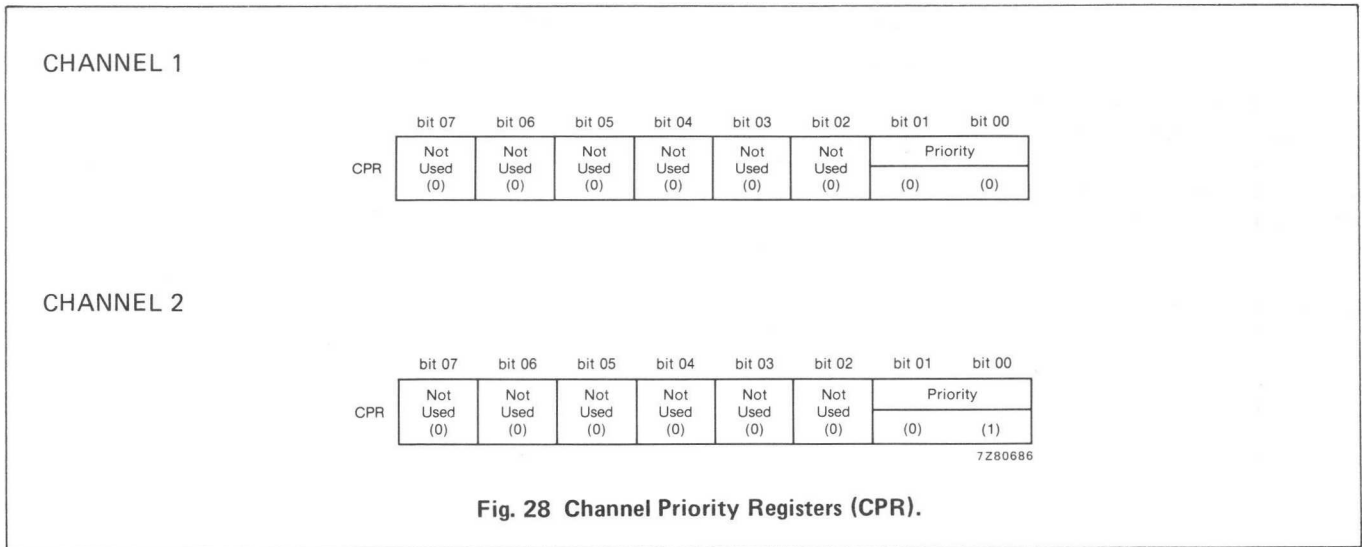 CHANNEL 1
bit 07 bit 06 bit 05 bit 04 bit 03 bit 02 bit 01 bit 00
CPR
Not Used (0) Not Used (0) Not Used (0) Not Used (0) Not Used (0) Not Used (0) Priority
(0) (0)
CHANNEL 2
bit 07 bit 06 bit 05 bit 04 bit 03 bit 02 bit 01 bit 00
CPR
Not Used (0) Not Used (0) Not Used (0) Not Used (0) Not Used (0) Not Used (0) Priority
(0) (1)
7Z80686
Fig. 28 Channel Priority Registers (CPR).